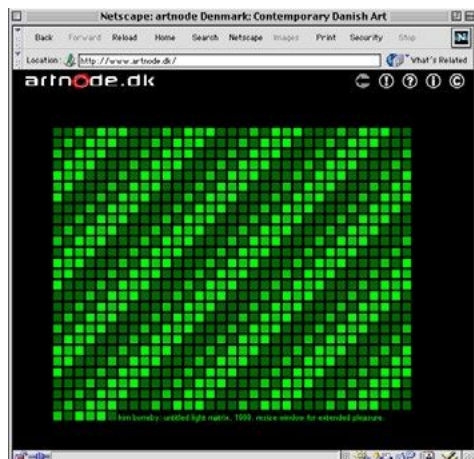 Netscape: artnode Denmark: Contemporary Danish Art
Back Forward Reload Home Search Netscape Images Print Security Stop N
Location: http://www.artnode.dk/ What's Related
artnode.dk
borreby: untitled light matrix, 1999. resize window for extended pleasure.